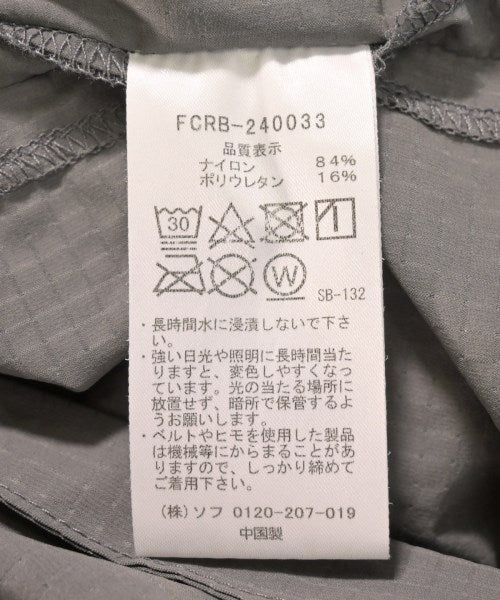 FCRB-240033
品質表示
ナイロン 84%
ポリウレタン 16%
30
W
SB-132
・長時間水に浸漬しないで下さ
い。
・強い日光や照明に長時間当た
りますと、変色しやすくなっ
ています。光の当たる場所に
放置せず、暗所で保管するよ
うお願いします。
・ベルトやヒモを使用した製品
は機械等にからまることがあ
りますので、しっかり締めて
ご着用下さい。
(株)ソフ 0120-207-019
中国製